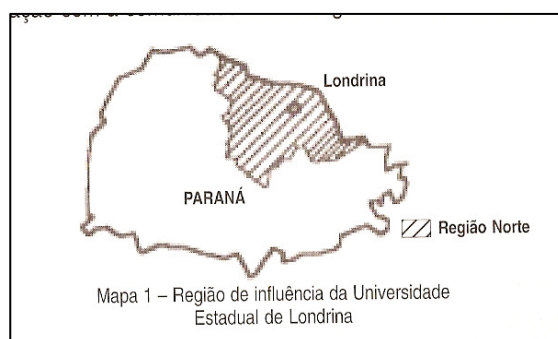 Londrina
PARANÁ
Região Norte
Mapa 1 – Região de influência da Universidade
Estadual de Londrina